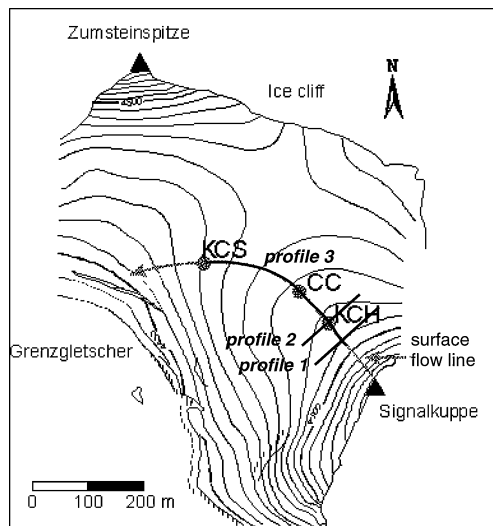 Zumsteinspitze
Ice cliff
N
4500
KCS
profile 3
CC
KCH
profile 2
profile 1
Grenzgletscher
surface
flow line
Signalkuppe
0 100 200 m